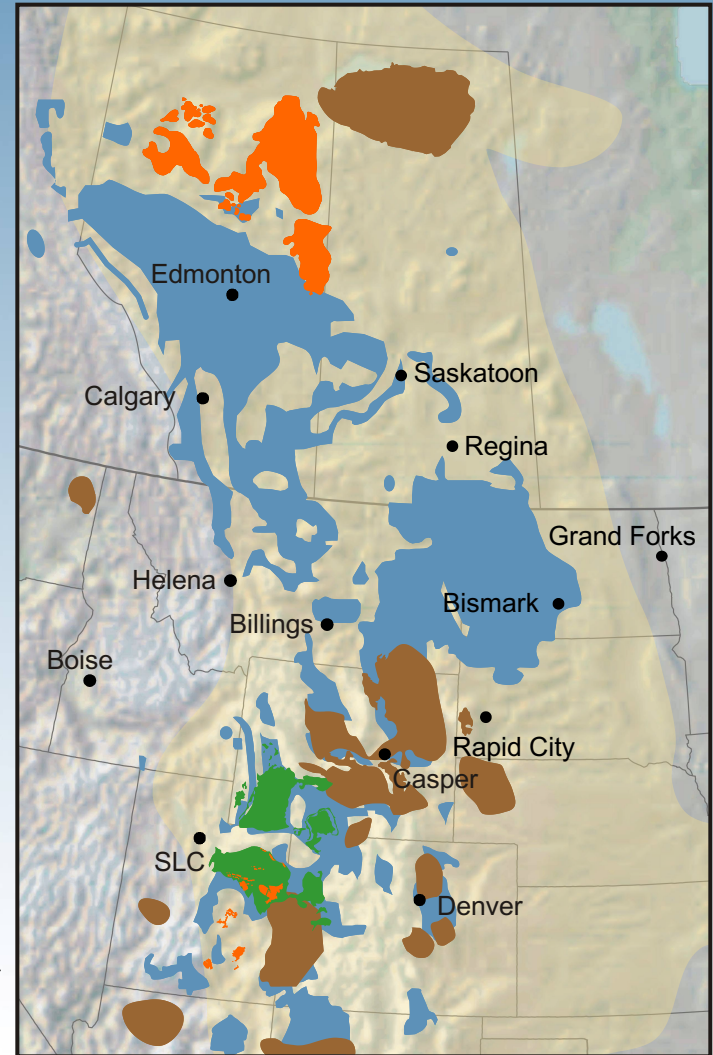 Edmonton
Saskatoon
Calgary
Regina
Grand Forks
Helena
Bismark
Billings
Boise
Rapid City
Casper
SLC
Denver